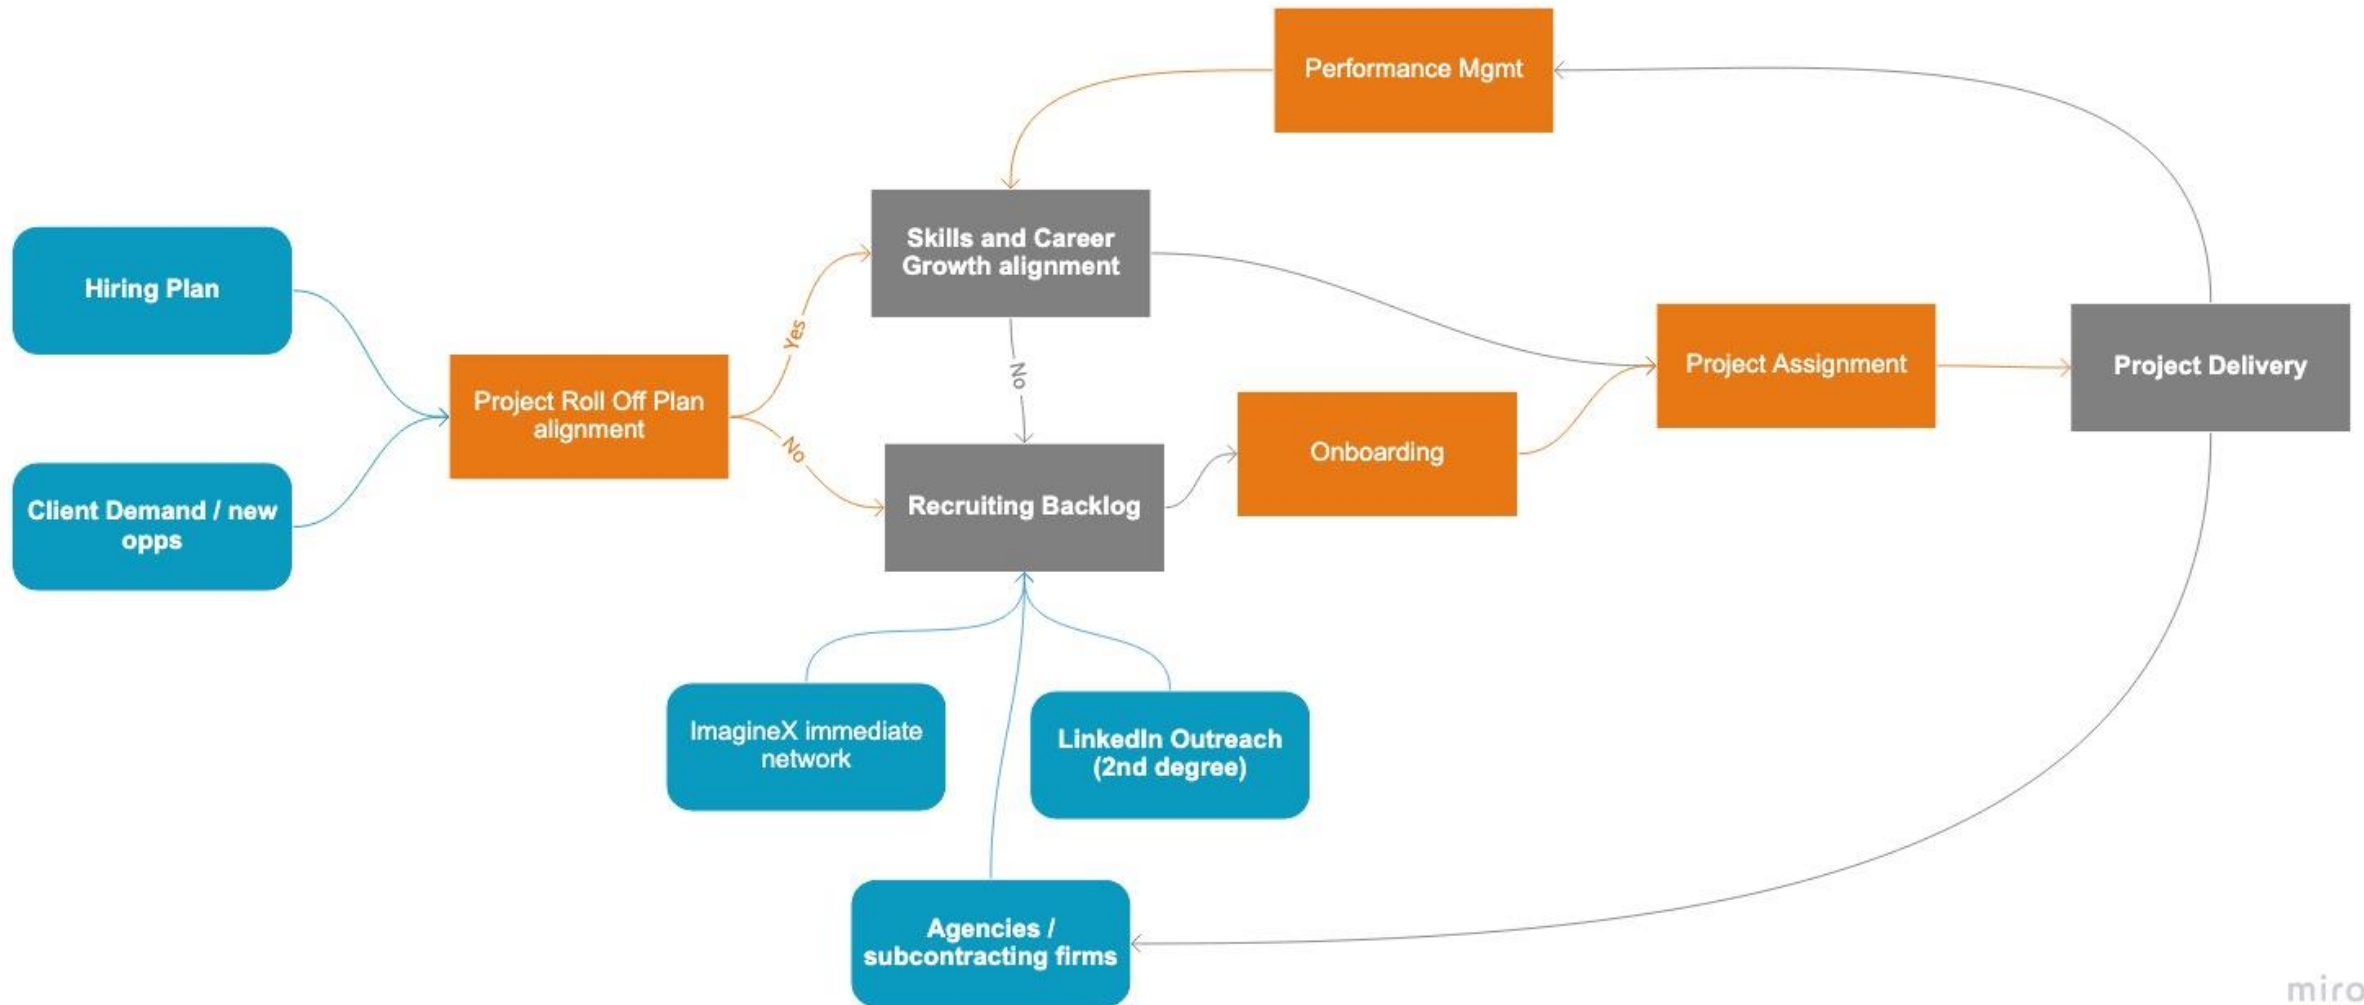 Performance Mgmt
Skills and Career
Growth alignment
Hiring Plan
Yes
Project Assignment
Project Delivery
No
Project Roll Off Plan
alignment
Onboarding
No
Client Demand / new
opps
Recruiting Backlog
ImagineX immediate
network
LinkedIn Outreach
(2nd degree)
Agencies /
subcontracting firms
miro